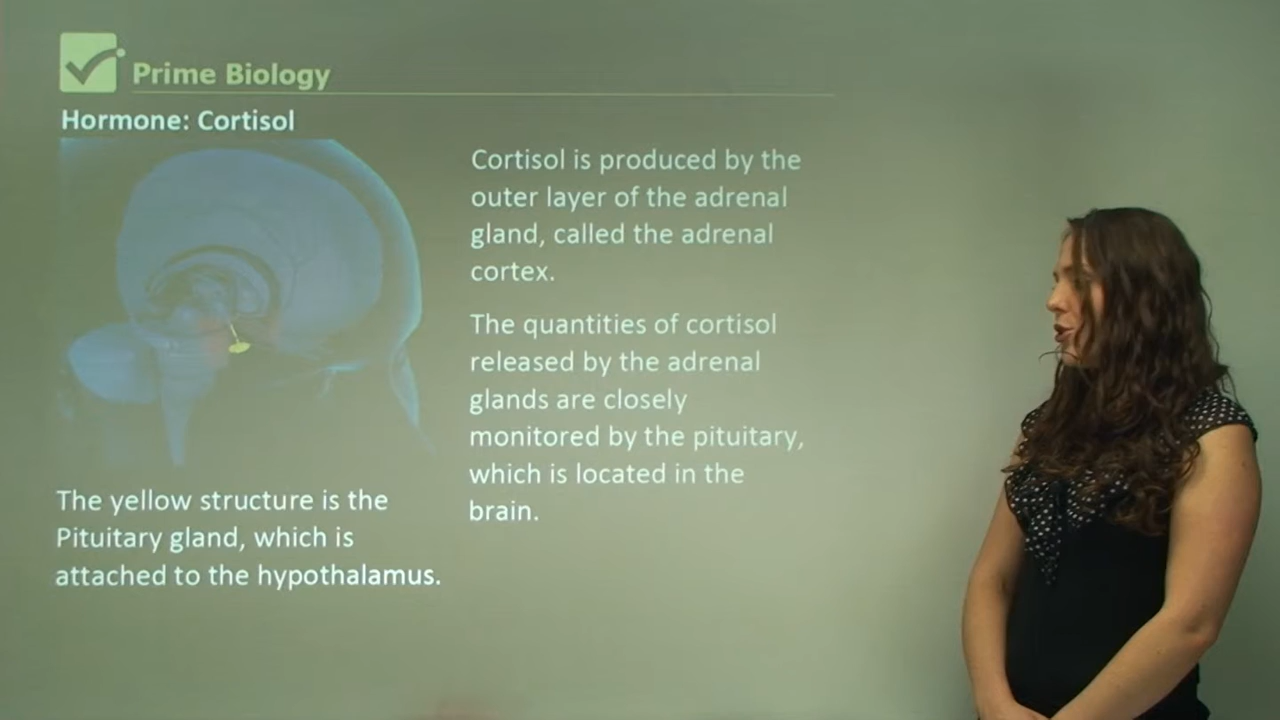 Prime Biology
Hormone: Cortisol
Cortisol is produced by the
outer layer of the adrenal
gland, called the adrenal
cortex.
The quantities of cortisol
released by the adrenal
glands are closely
monitored by the pituitary,
which is located in the
brain.
The yellow structure is the
Pituitary gland, which is
attached to the hypothalamus.